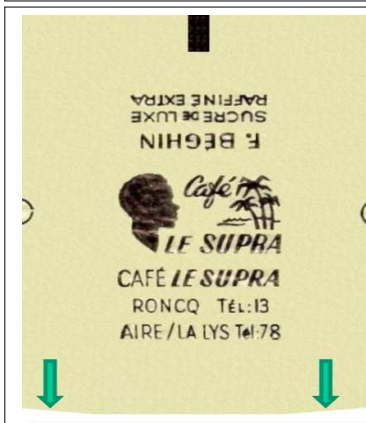 RAFFINE EXTRA
SUCRE DE LUXE
F. BÉGHIN
Café
LE SUPRA
CAFÉ LE SUPRA
RONCQ TÉL:13
AIRE/LA LYS Tél:78